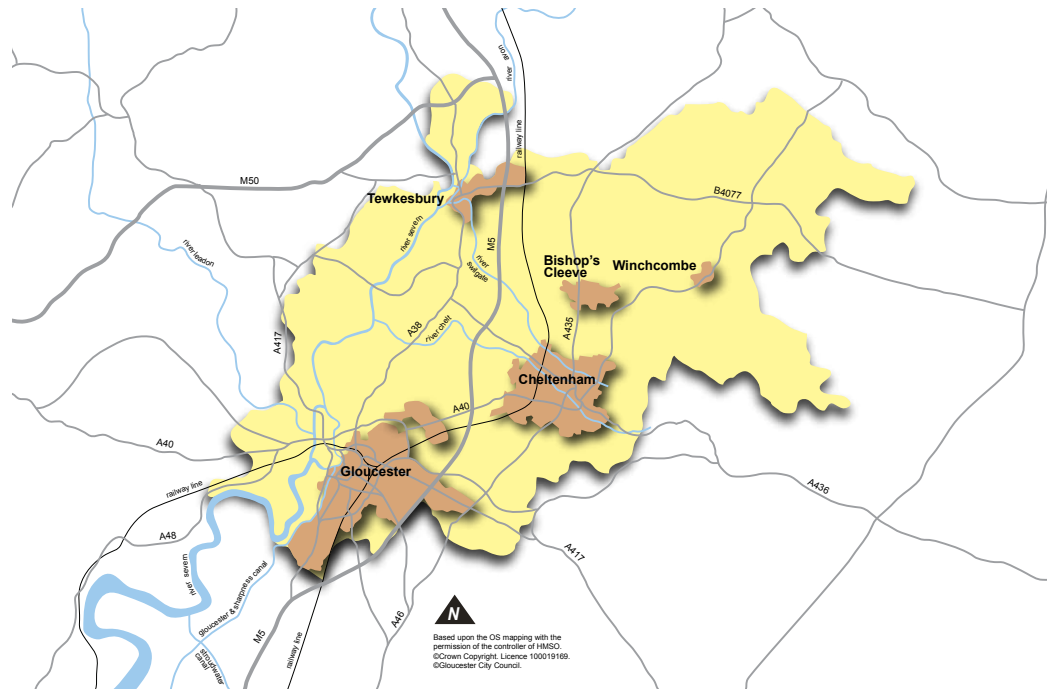 river
avon
railway line
M50
B4077
Tewkesbury
river severn
M5
river
swilgate
Bishop's
Cleeve
Winchcombe
river leadon
A417
A38
river chelt
A435
Cheltenham
A40
A40
Gloucester
railway line
A436
A48
river severn
gloucester & sharpness canal
A417
A46
M5
stroudwater
canal
railway line
N
Based upon the OS mapping with the
permission of the controller of HMSO.
©Crown Copyright. Licence 100019169.
©Gloucester City Council.